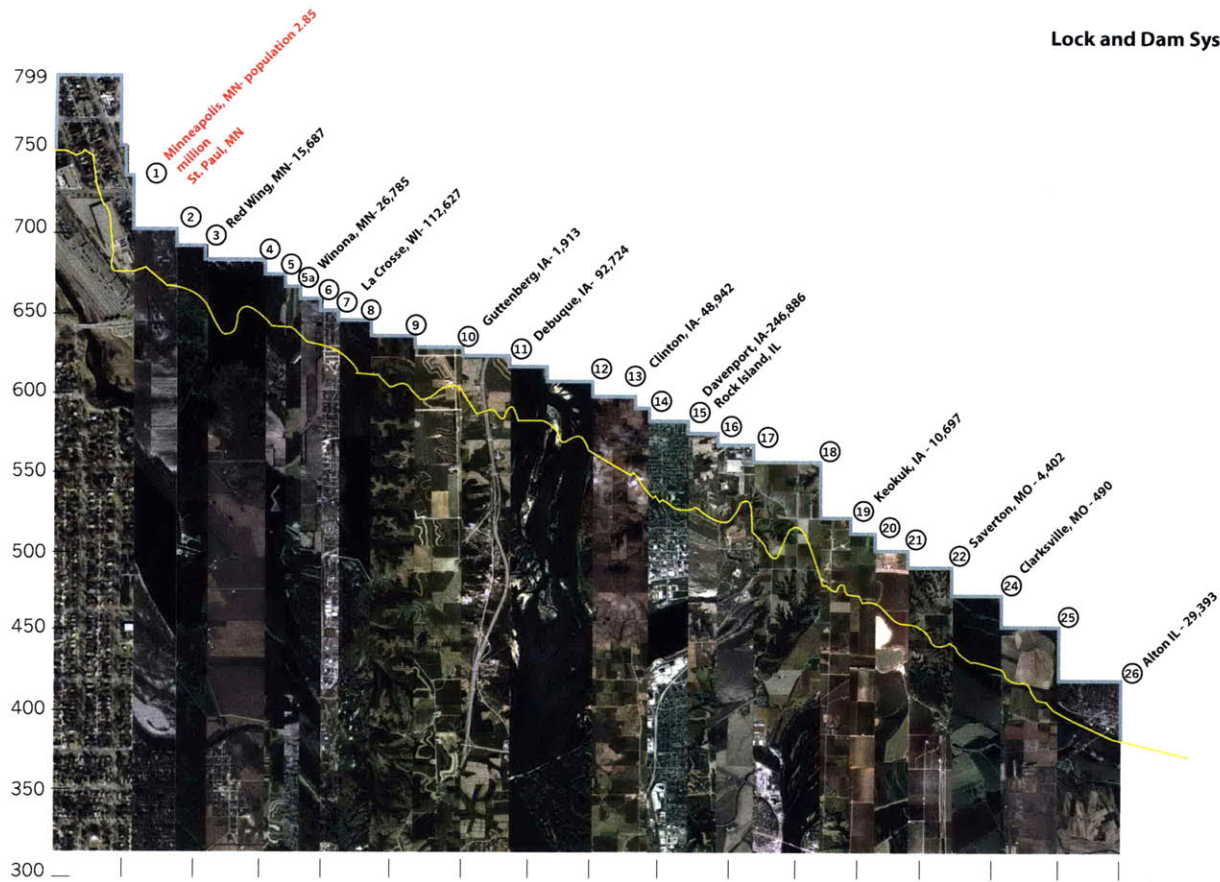 Lock and Dam Sys
799
750
700
650
600
550
500
450
400
350
300
1
Minneapolis, MN- population 2.85
million
St. Paul, MN
2
3
Red Wing, MN- 15,687
4
5
5a
Winona, MN- 26,785
6
7
La Crosse, WI- 112,627
8
9
10
Guttenberg, IA- 1,913
11
Debuque, IA- 92,724
12
13
Clinton, IA- 48,942
14
15
Davenport, IA-246,886
Rock Island, IL
16
17
18
19
Keokuk, IA - 10,697
20
21
22
Saverton, MO - 4,402
24
Clarksville, MO - 490
25
26
Alton IL - 29,393